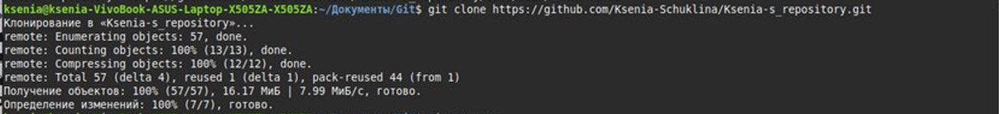 ksenia@ksenia-VivoBook-ASUS-Laptop-X505ZA-X505ZA:~/Документы/Git$ git clone https://github.com/Ksenia-Schuklina/Ksenia-s_repository.git
Клонирование в «Ksenia-s_repository»...
remote: Enumerating objects: 57, done.
remote: Counting objects: 100% (13/13), done.
remote: Compressing objects: 100% (12/12), done.
remote: Total 57 (delta 4), reused 1 (delta 1), pack-reused 44 (from 1)
Получение объектов: 100% (57/57), 16.17 МиБ | 7.99 МиБ/с, готово.
Определение изменений: 100% (7/7), готово.